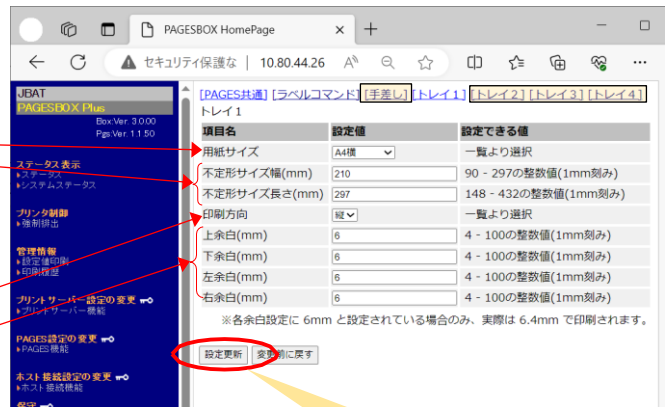 PAGESBOX HomePage
セキュリティ保護な 10.80.44.26
JBAT
PAGESBOX Plus
Box:Ver. 3.0.00
Pgs:Ver. 1.1.50
ステータス表示
ステータス
システムステータス
プリンタ制御
強制排出
管理情報
設定値印刷
印刷履歴
プリントサーバー設定の変更
プリントサーバー機能
PAGES設定の変更
PAGES機能
ホスト接続設定の変更
ホスト接続機能
保守
[PAGES共通] [ラベルコマンド] [手差し] [トレイ1] [トレイ2] [トレイ3] [トレイ4]
トレイ1
項目名 設定値 設定できる値
用紙サイズ A4横 一覧より選択
不定形サイズ幅(mm) 210 90 - 297の整数値(1mm刻み)
不定形サイズ長さ(mm) 297 148 - 432の整数値(1mm刻み)
印刷方向 縦 一覧より選択
上余白(mm) 6 4 - 100の整数値(1mm刻み)
下余白(mm) 6 4 - 100の整数値(1mm刻み)
左余白(mm) 6 4 - 100の整数値(1mm刻み)
右余白(mm) 6 4 - 100の整数値(1mm刻み)
※各余白設定に 6mm と設定されている場合のみ、実際は 6.4mm で印刷されます。
設定更新 変更前に戻す